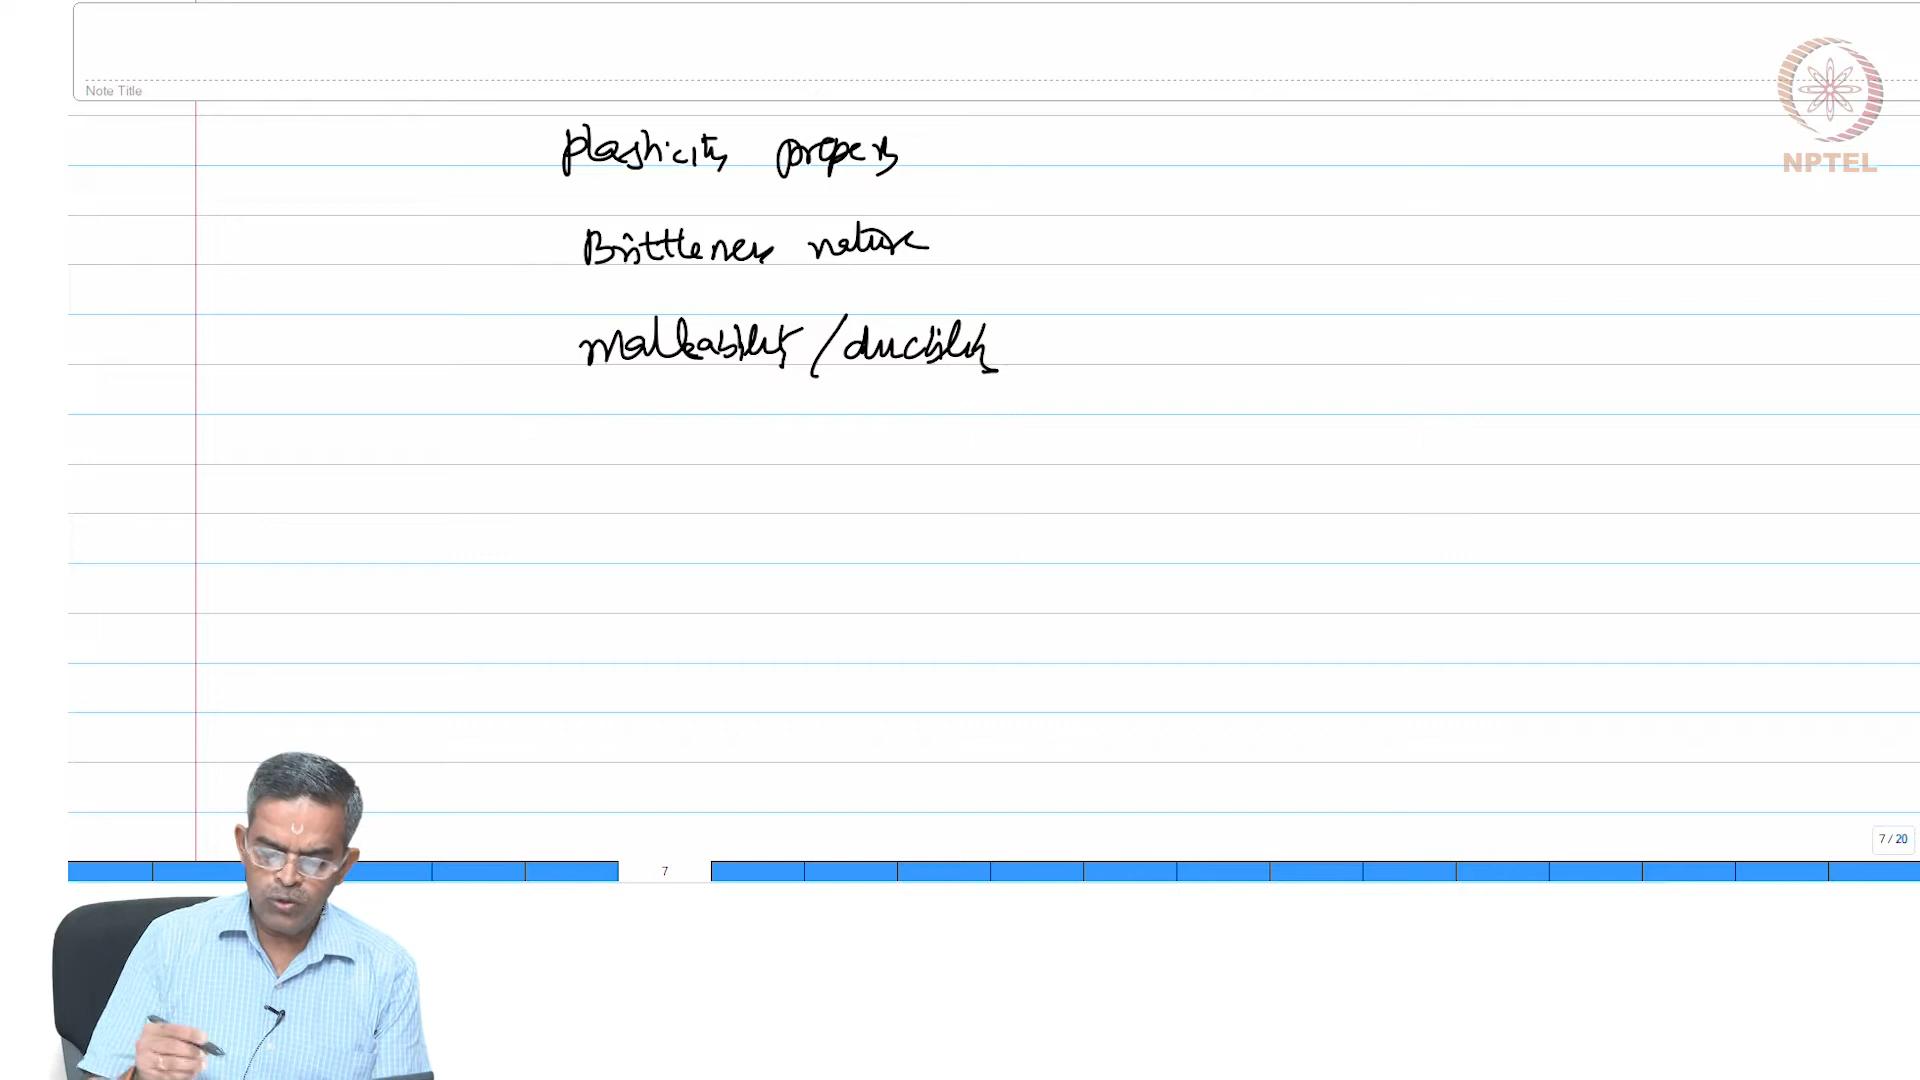 Note Title
NPTEL
plasticity property
Brittleness nature
malleability / ductility
7 / 20
7